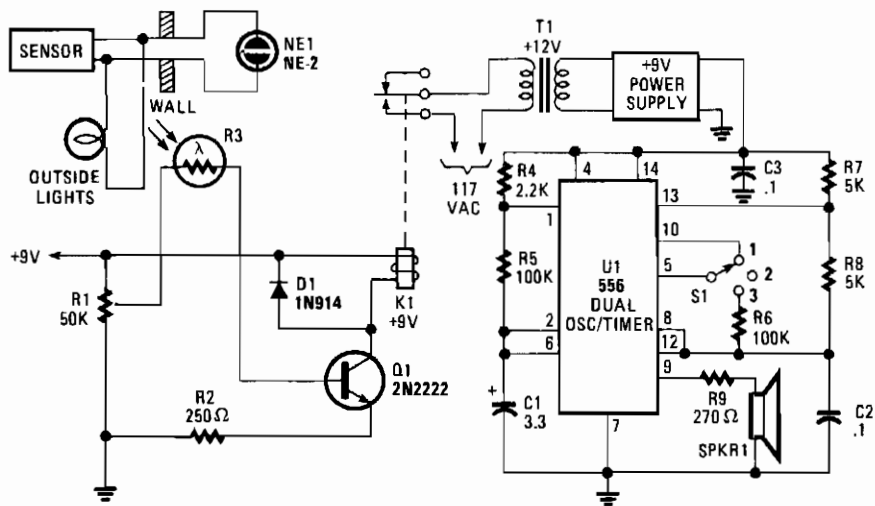 SENSOR
NE1
NE-2
WALL
OUTSIDE
LIGHTS
λ
R3
T1
+12V
+9V
POWER
SUPPLY
117
VAC
+9V
R1
50K
D1
1N914
K1
+9V
Q1
2N2222
R2
250Ω
R4
2.2K
R5
100K
4
14
1
13
10
5
2
6
8
12
9
7
U1
556
DUAL
OSC/TIMER
C3
.1
R7
5K
R8
5K
S1
1
2
3
R6
100K
+
C1
3.3
R9
270Ω
SPKR1
C2
.1